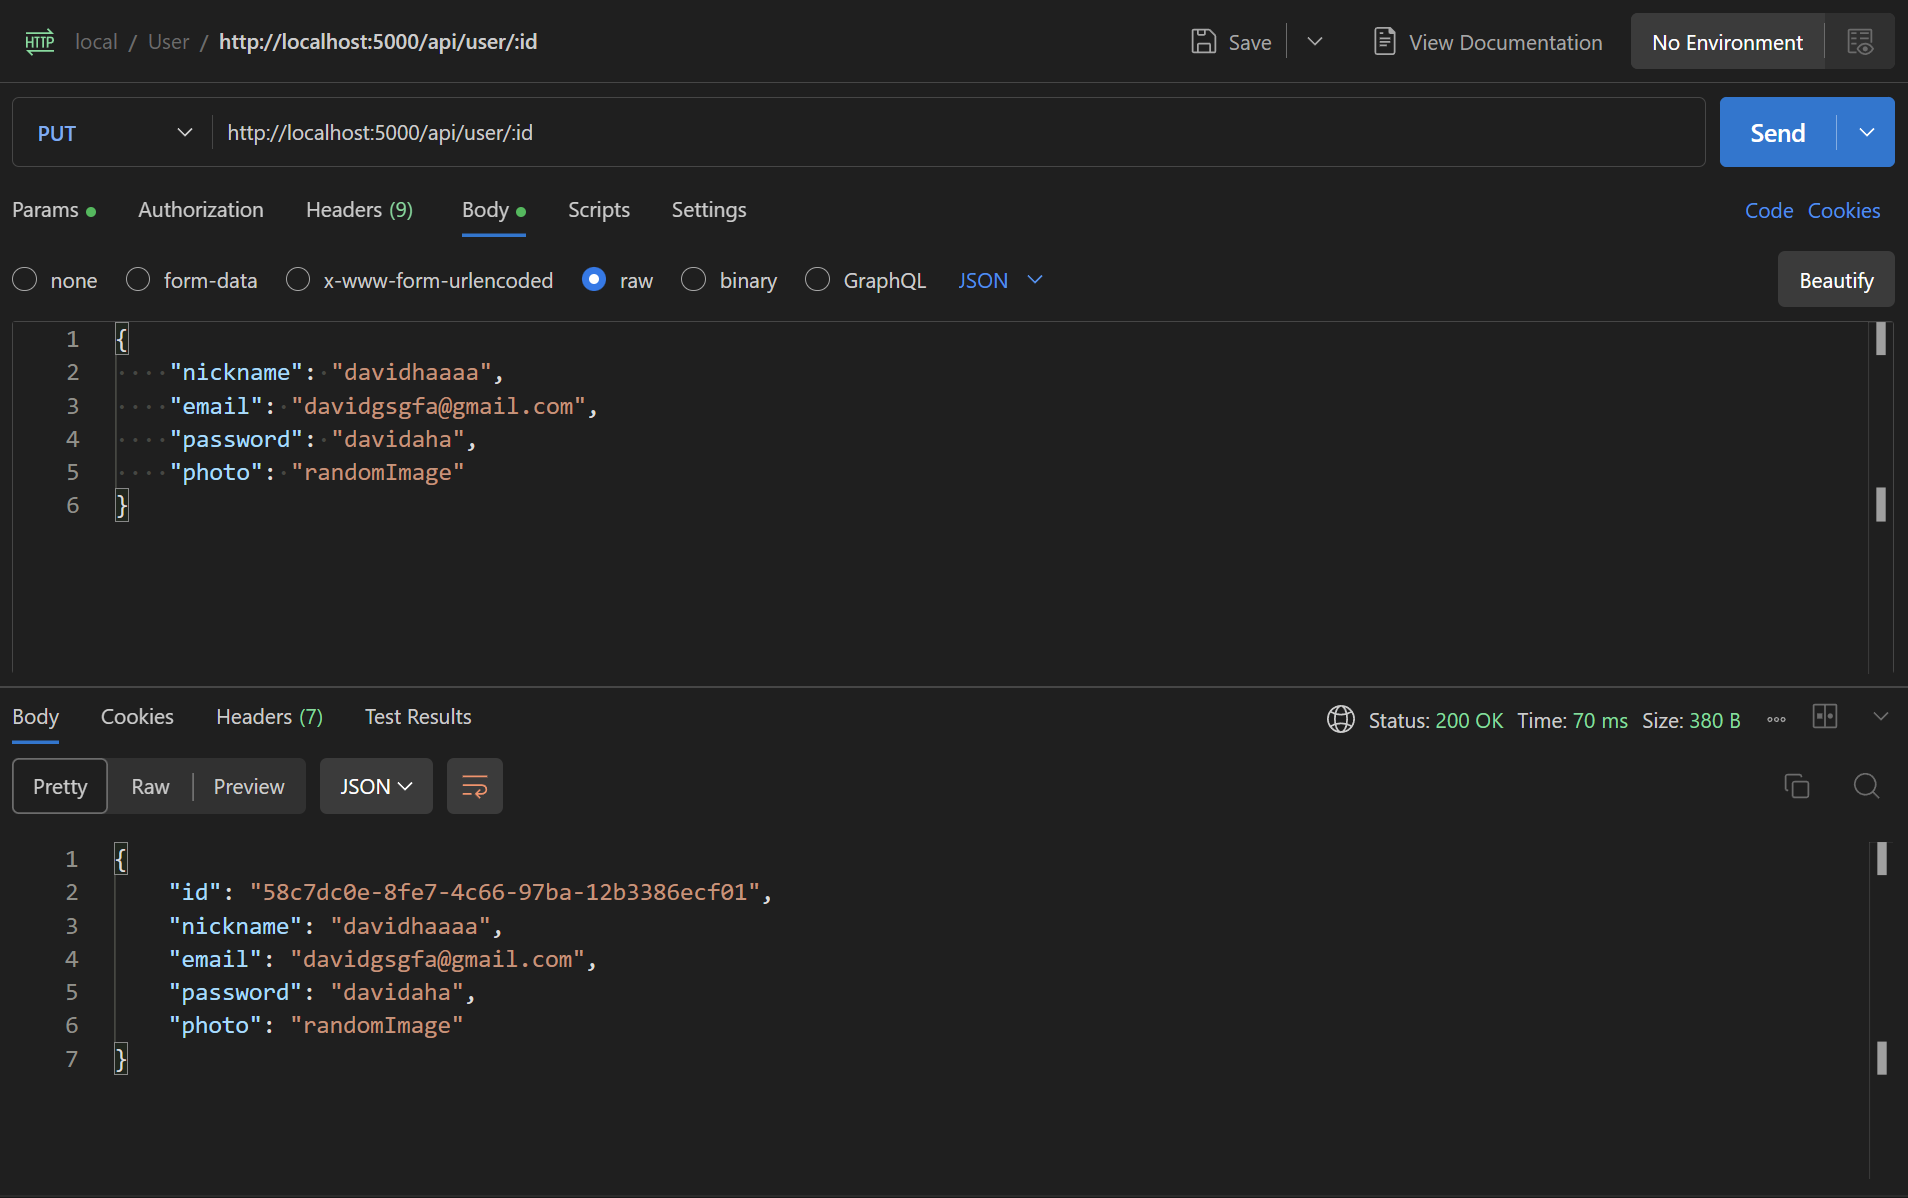 HTTP local / User / http://localhost:5000/api/user/:id Save View Documentation No Environment
PUT http://localhost:5000/api/user/:id Send
Params Authorization Headers (9) Body Scripts Settings Code Cookies
none form-data x-www-form-urlencoded raw binary GraphQL JSON Beautify
1 {
2 "nickname": "davidhaaaa",
3 "email": "davidgsgfa@gmail.com",
4 "password": "davidaha",
5 "photo": "randomImage"
6 }
Body Cookies Headers (7) Test Results Status: 200 OK Time: 70 ms Size: 380 B
Pretty Raw Preview JSON
1 {
2 "id": "58c7dc0e-8fe7-4c66-97ba-12b3386ecf01",
3 "nickname": "davidhaaaa",
4 "email": "davidgsgfa@gmail.com",
5 "password": "davidaha",
6 "photo": "randomImage"
7 }